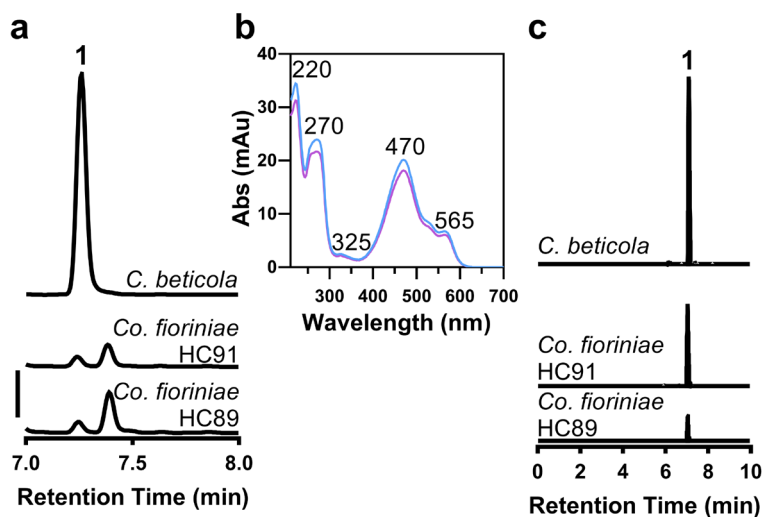 a
1
C. beticola
Co. fioriniae
HC91
Co. fioriniae
HC89
7.0 7.5 8.0
Retention Time (min)
b
40
30
20
10
0
Abs (mAu)
220
270
325
470
565
300 400 500 600 700
Wavelength (nm)
c
1
C. beticola
Co. fioriniae
HC91
Co. fioriniae
HC89
0 2 4 6 8 10
Retention Time (min)